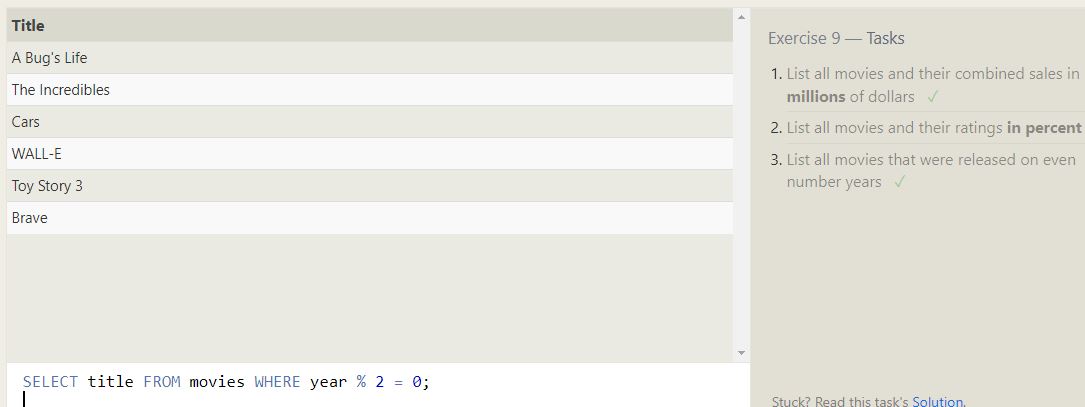 Title
A Bug's Life
The Incredibles
Cars
WALL-E
Toy Story 3
Brave
SELECT title FROM movies WHERE year % 2 = 0;
Exercise 9 — Tasks
1. List all movies and their combined sales in
millions of dollars ✓
2. List all movies and their ratings in percent
3. List all movies that were released on even
number years ✓
Stuck? Read this task's Solution.